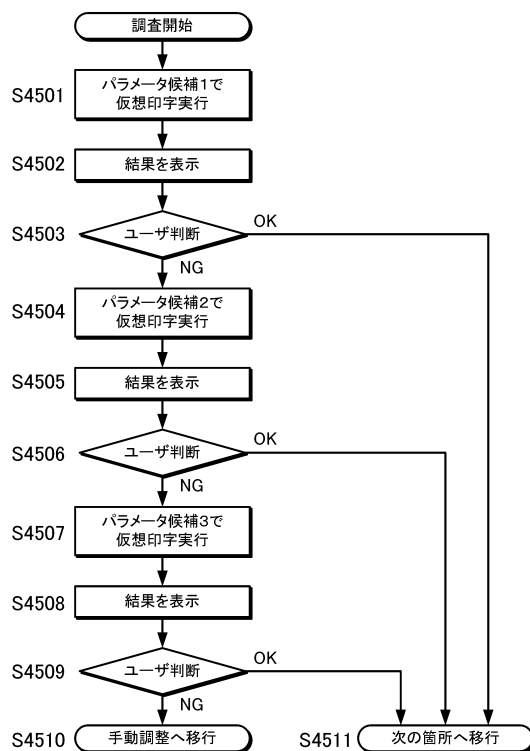 調査開始
S4501
パラメータ候補1で
仮想印字実行
S4502
結果を表示
S4503
ユーザ判断
OK
NG
S4504
パラメータ候補2で
仮想印字実行
S4505
結果を表示
S4506
ユーザ判断
OK
NG
S4507
パラメータ候補3で
仮想印字実行
S4508
結果を表示
S4509
ユーザ判断
OK
NG
S4510
手動調整へ移行
S4511
次の箇所へ移行